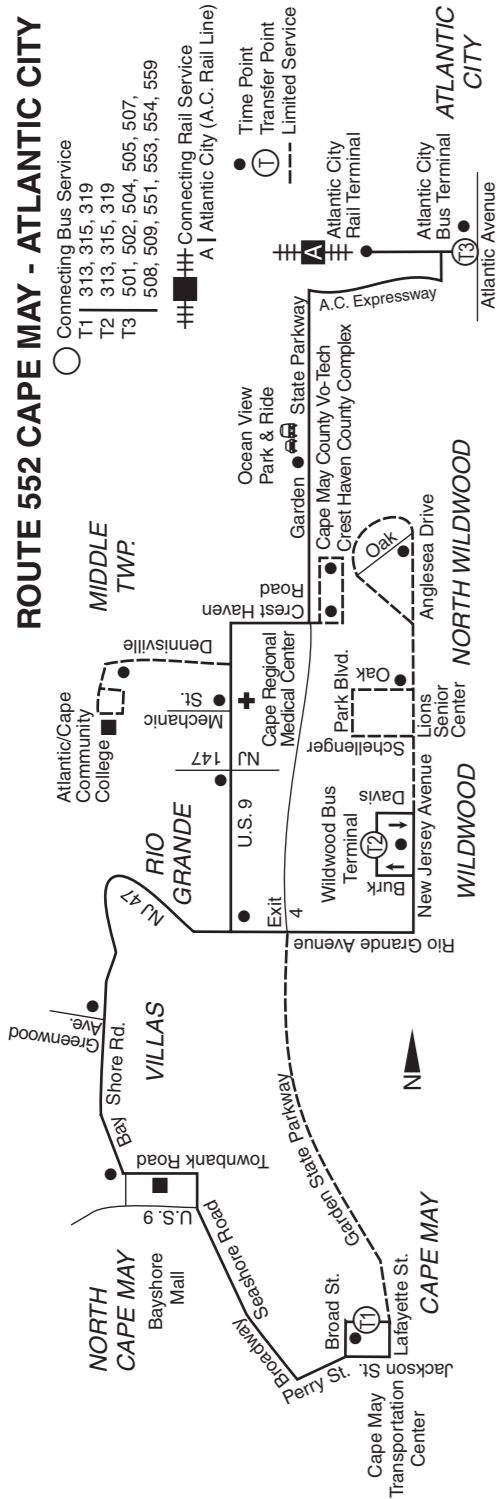 ROUTE 552 CAPE MAY - ATLANTIC CITY
Connecting Bus Service
T1 313, 315, 319
T2 313, 315, 319
T3 501, 502, 504, 505, 507,
508, 509, 551, 553, 554, 559
Connecting Rail Service
A Atlantic City (A.C. Rail Line)
Time Point
T Transfer Point
Limited Service
NORTH
CAPE MAY
Bayshore
Mall
U.S. 9
Townbank Road
Bay Shore Rd.
Greenwood
Ave.
VILLAS
NJ 47
RIO
GRANDE
Atlantic/Cape
Community
College
Dennisville
MIDDLE
TWP.
NJ 147
Mechanic
St.
U.S. 9
Cape Regional
Medical Center
Crest Haven
Road
Ocean View
Park & Ride
Garden State Parkway
Cape May County Vo-Tech
Crest Haven County Complex
A.C. Expressway
A
Atlantic City
Rail Terminal
Atlantic City
Bus Terminal
T3
Atlantic Avenue
ATLANTIC
CITY
Exit
4
Rio Grande Avenue
Wildwood Bus
Terminal
T2
Burk
Davis
New Jersey Avenue
WILDWOOD
Schellenger
Park Blvd.
Oak
Lions
Senior
Center
Oak
Anglesea Drive
NORTH WILDWOOD
Garden State Parkway
N
Seashore Road
Broadway
Perry St.
Broad St.
T1
Jackson St.
Lafayette St.
Cape May
Transportation
Center
CAPE MAY